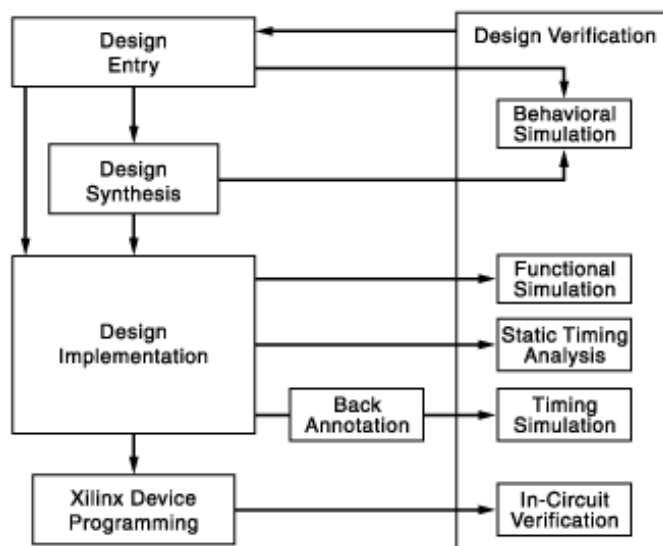 Design
Entry
Design Verification
Behavioral
Simulation
Design
Synthesis
Design
Implementation
Functional
Simulation
Static Timing
Analysis
Back
Annotation
Timing
Simulation
Xilinx Device
Programming
In-Circuit
Verification